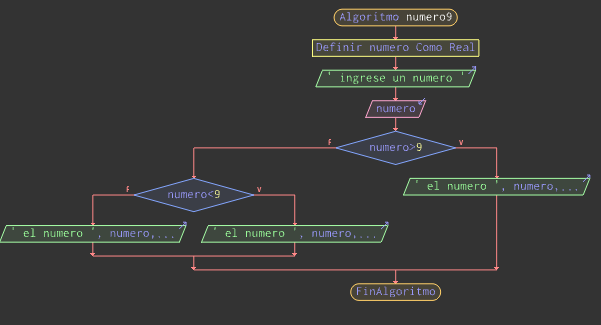 Algoritmo numero9
Definir numero Como Real
' ingrese un numero '
numero
numero>9
F
V
numero<9
' el numero ', numero,...
F
V
' el numero ', numero,...
' el numero ', numero,...
FinAlgoritmo